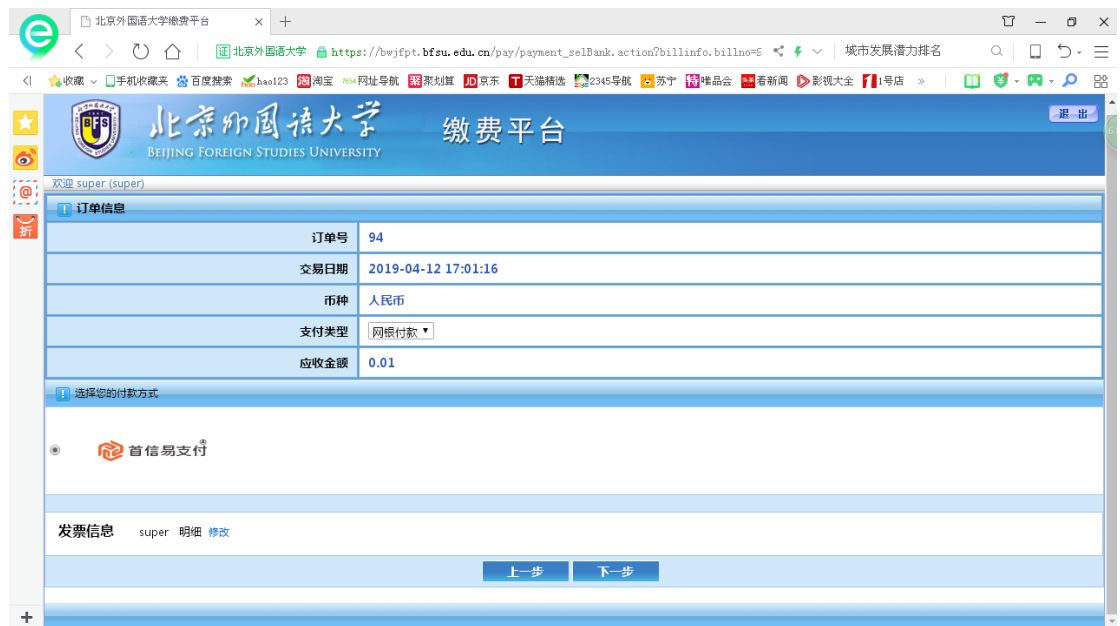 北京外国语大学缴费平台
证 北京外国语大学 https://bwjfpt.bfsu.edu.cn/pay/payment_selBank.action?billinfo.billno=9 城市发展潜力排名
收藏 手机收藏夹 百度搜索 hao123 淘宝 网址导航 聚划算 JD 京东 T 天猫精选 2345导航 苏宁 特 唯品会 看新闻 影视大全 1号店 »
BFSU 北京外国语大学 缴费平台 退 出
BEIJING FOREIGN STUDIES UNIVERSITY
欢迎 super (super)
@
折
订单信息
订单号 94
交易日期 2019-04-12 17:01:16
币种 人民币
支付类型 网银付款
应收金额 0.01
选择您的付款方式
首信易支付
发票信息 super 明细 修改
上一步 下一步